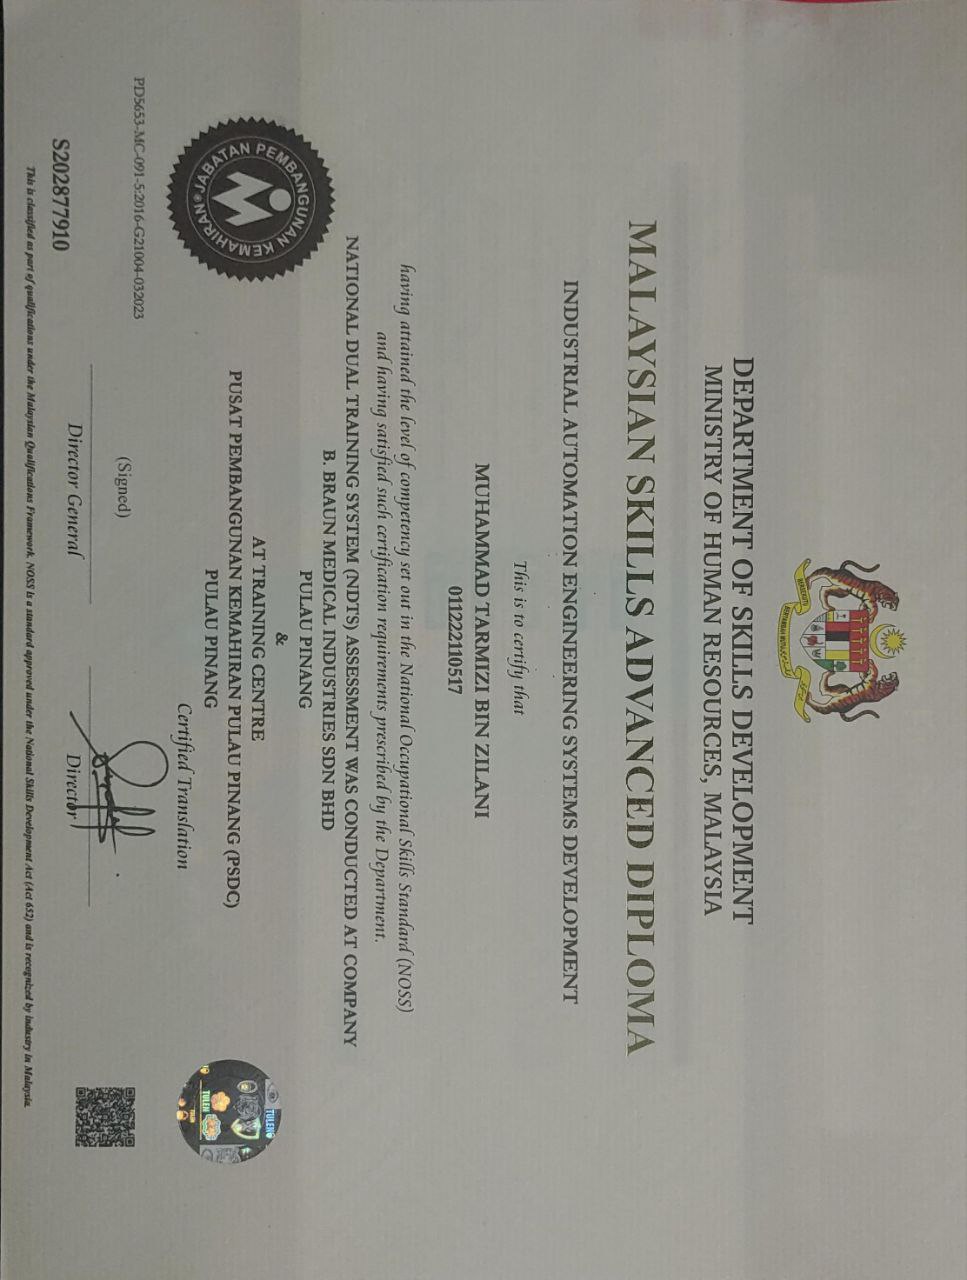 DEPARTMENT OF SKILLS DEVELOPMENT
MINISTRY OF HUMAN RESOURCES, MALAYSIA
MALAYSIAN SKILLS ADVANCED DIPLOMA
INDUSTRIAL AUTOMATION ENGINEERING SYSTEMS DEVELOPMENT
This is to certify that
MUHAMMAD TARMIZI BIN ZILANI
011222110517
having attained the level of competency set out in the National Occupational Skills Standard (NOSS)
and having satisfied such certification requirements prescribed by the Department.
NATIONAL DUAL TRAINING SYSTEM (NDTS) ASSESSMENT WAS CONDUCTED AT COMPANY
B. BRAUN MEDICAL INDUSTRIES SDN BHD
PULAU PINANG
&
AT TRAINING CENTRE
PUSAT PEMBANGUNAN KEMAHIRAN PULAU PINANG (PSDC)
PULAU PINANG
JABATAN PEMBANGUNAN KEMAHIRAN
Certified Translation
TULEN
TULEN
PD5653-MC-091-5:2016-G21004-032023
(Signed)
Director General
Director
S202877910
This is classified as part of qualifications under the Malaysian Qualifications Framework. NOSS is a standard approved under the National Skills Development Act (Act 652) and is recognized by industry in Malaysia.